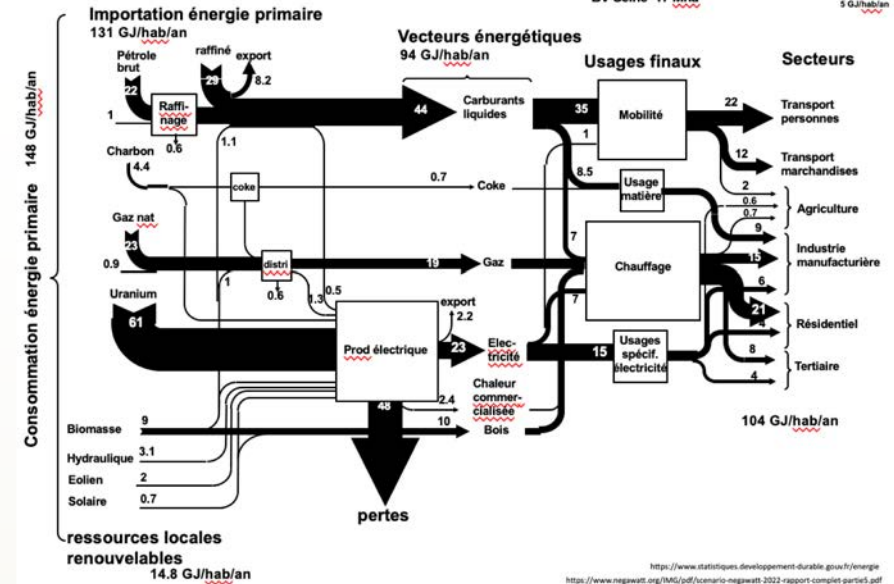 5 GJ/hab/an
Importation énergie primaire
131 GJ/hab/an
Vecteurs énergétiques
94 GJ/hab/an
Usages finaux
Secteurs
Pétrole
brut
raffiné
export
22
29
8.2
1
Raffi-
nage
0.6
1.1
44
Carburants
liquides
35
1
Mobilité
22
Transport
personnes
12
Transport
marchandises
Charbon
4.4
coke
0.7
Coke
8.5
Usage
matière
2
0.6
0.7
Agriculture
9
Gaz nat
23
0.9
distri
0.6
1
1.3
0.5
19
Gaz
7
7
Chauffage
15
6
Industrie
manufacturière
Uranium
61
Prod électrique
export
2.2
23
Elec-
tricité
15
Usages
spécif.
électricité
21
4
Résidentiel
8
4
Tertiaire
48
2.4
Chaleur
commer-
cialisée
10
Bois
104 GJ/hab/an
Biomasse
9
Hydraulique
3.1
Eolien
2
Solaire
0.7
pertes
Consommation énergie primaire 148 GJ/hab/an
ressources locales
renouvelables
14.8 GJ/hab/an
https://www.statistiques.developpement-durable.gouv.fr/energie
https://www.negawatt.org/IMG/pdf/scenario-negawatt-2022-rapport-complet-partie5.pdf